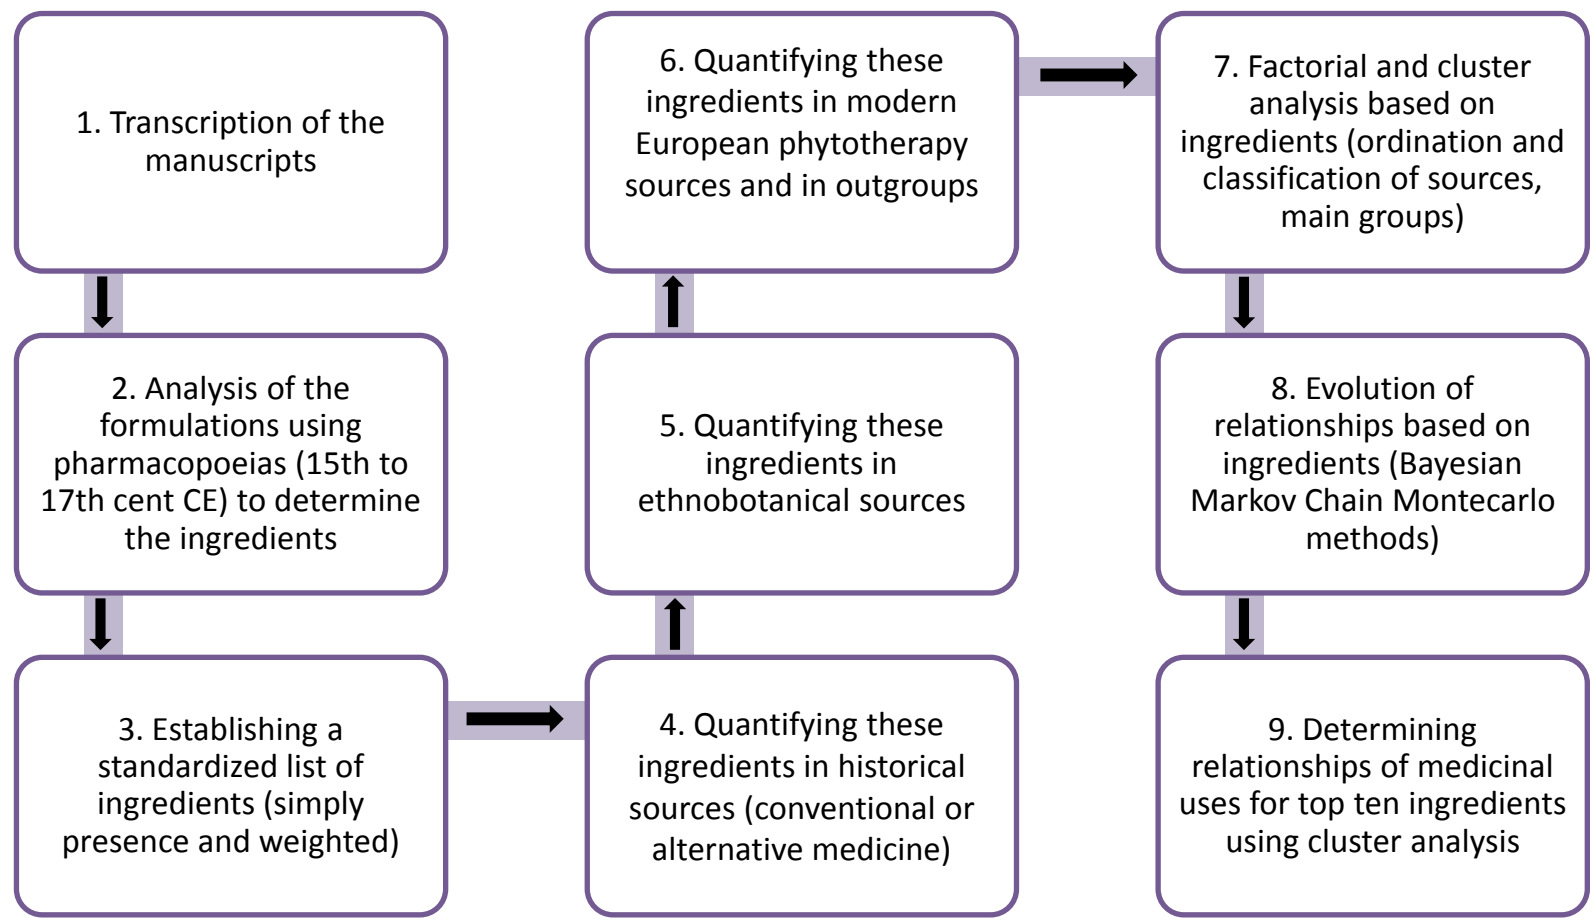 1. Transcription of the
manuscripts
2. Analysis of the
formulations using
pharmacopoeias (15th to
17th cent CE) to determine
the ingredients
3. Establishing a
standardized list of
ingredients (simply
presence and weighted)
4. Quantifying these
ingredients in historical
sources (conventional or
alternative medicine)
5. Quantifying these
ingredients in
ethnobotanical sources
6. Quantifying these
ingredients in modern
European phytotherapy
sources and in outgroups
7. Factorial and cluster
analysis based on
ingredients (ordination and
classification of sources,
main groups)
8. Evolution of
relationships based on
ingredients (Bayesian
Markov Chain Montecarlo
methods)
9. Determining
relationships of medicinal
uses for top ten ingredients
using cluster analysis